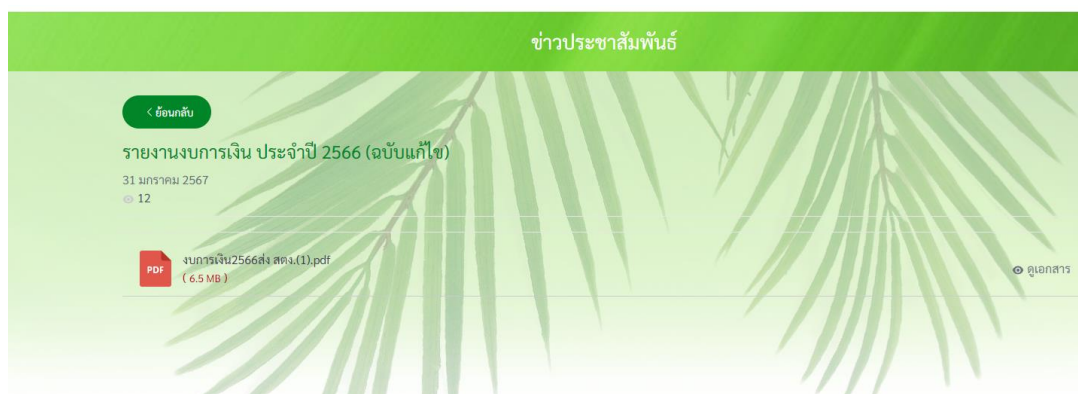 ข่าวประชาสัมพันธ์
< ย้อนกลับ
รายงานงบการเงิน ประจำปี 2566 (ฉบับแก้ไข)
31 มกราคม 2567
12
PDF
งบการเงิน2566ส่ง สตง.(1).pdf
( 6.5 MB )
ดูเอกสาร